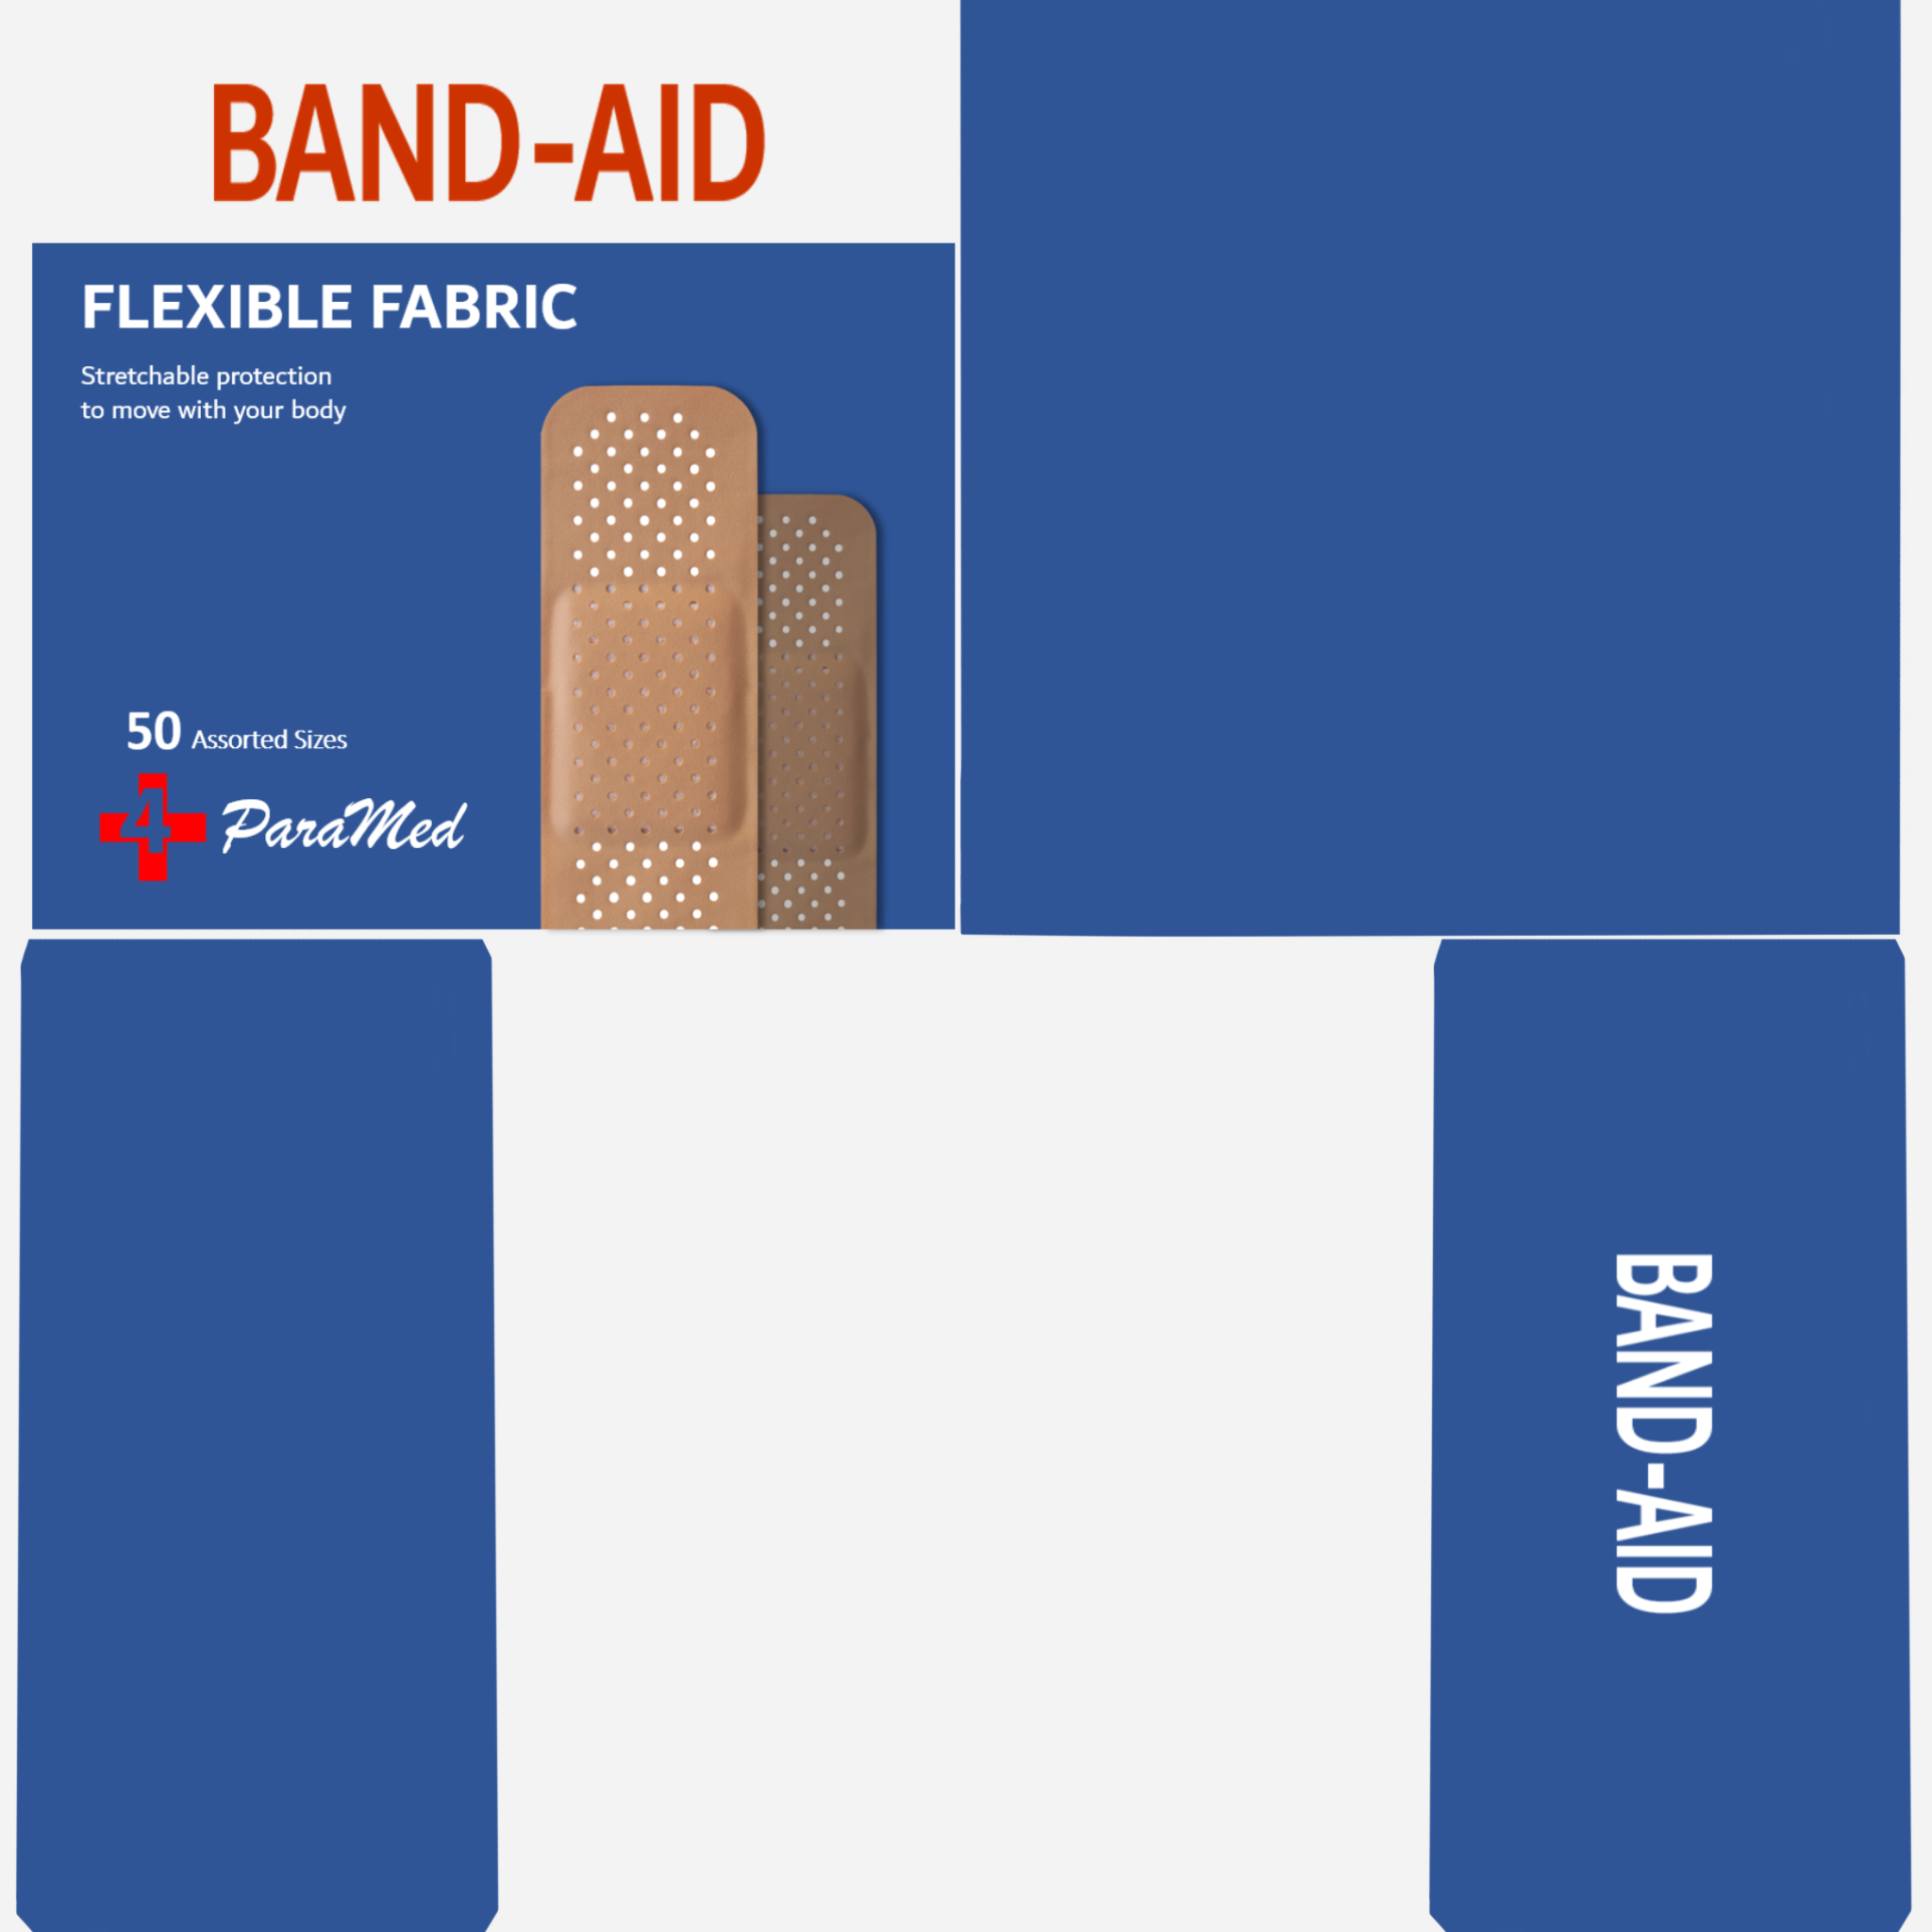 BAND-AID
FLEXIBLE FABRIC
Stretchable protection
to move with your body
50 Assorted Sizes
4 ParaMed
BAND-AID